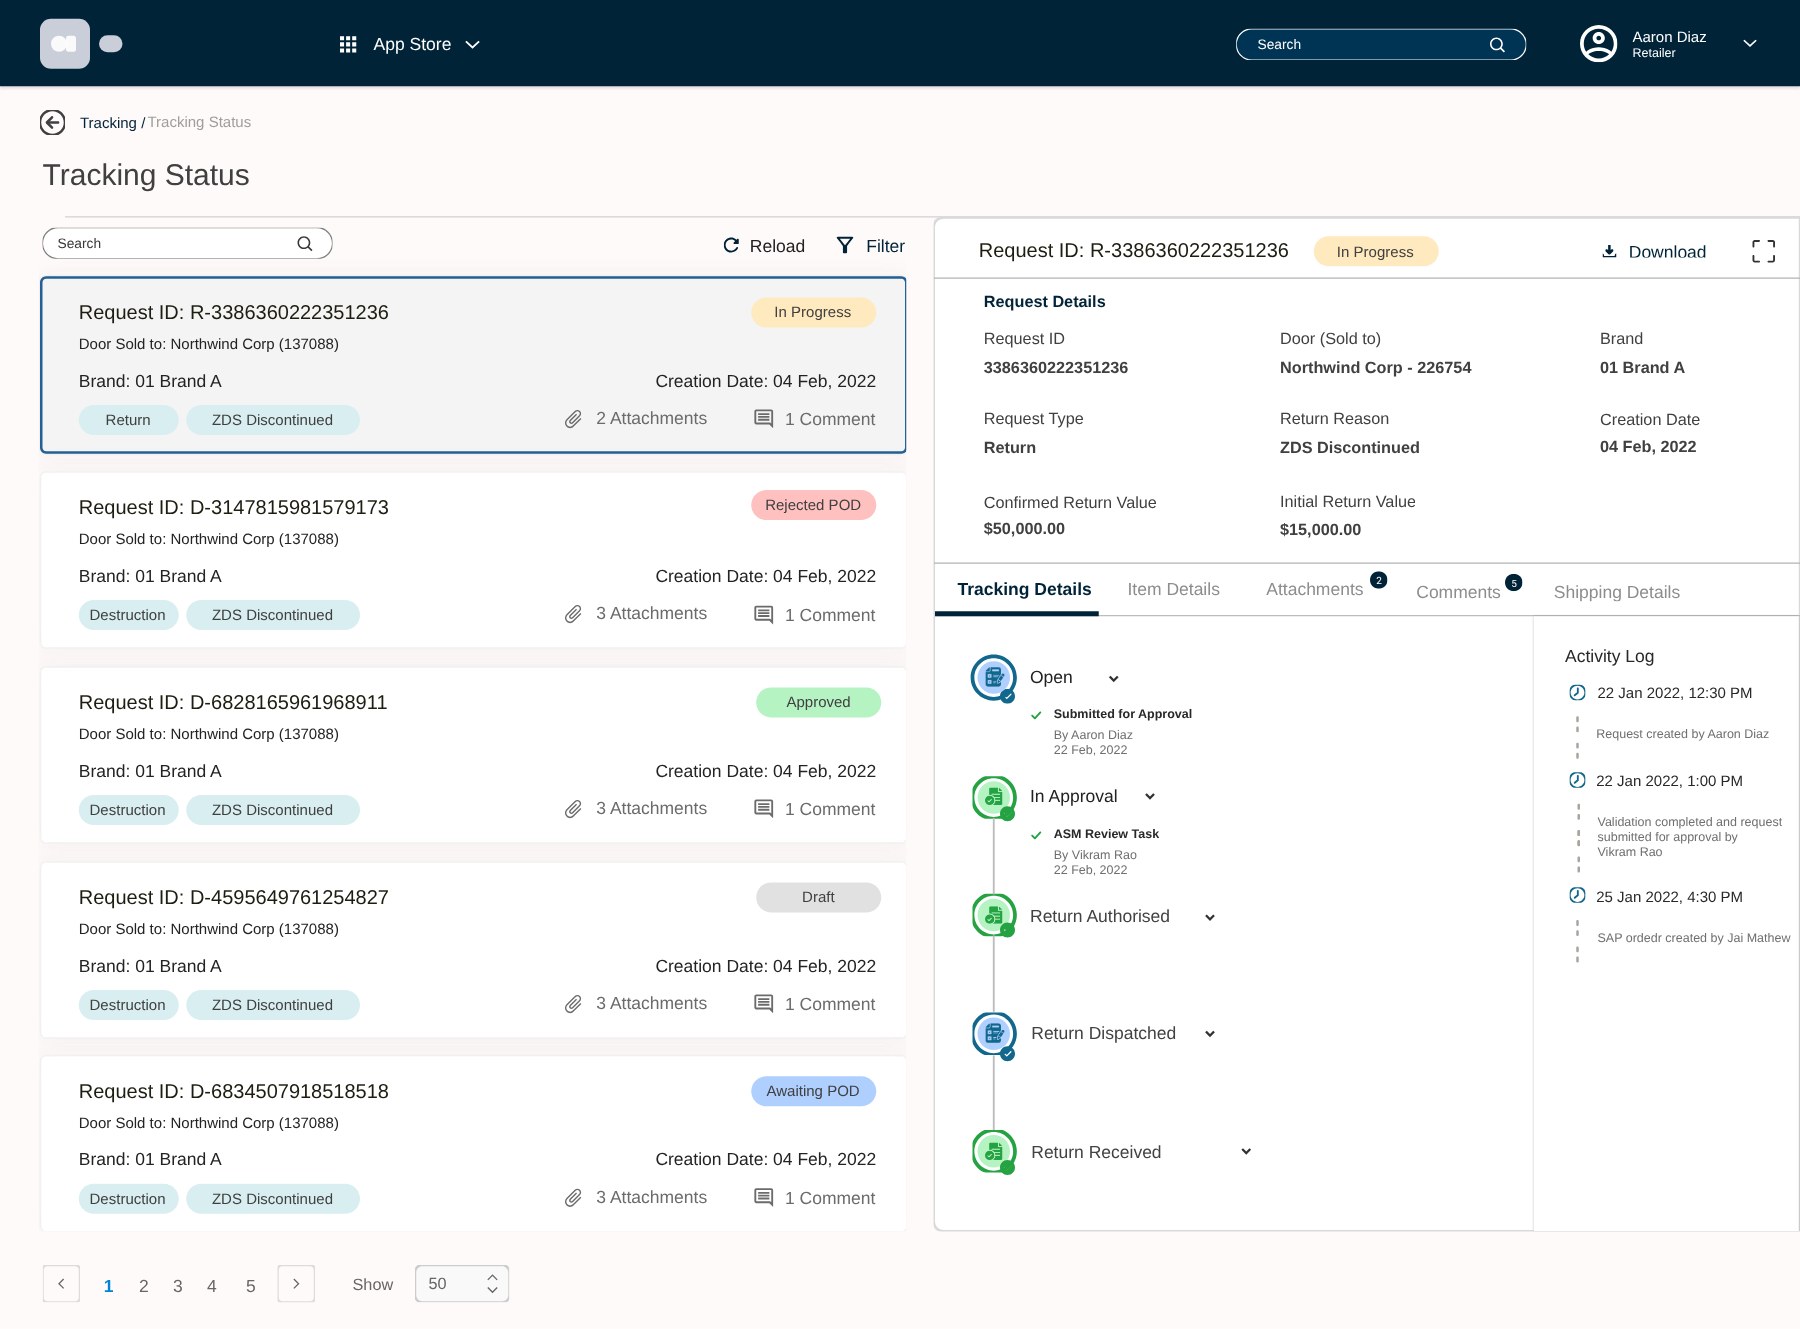 App Store
Search
Aaron Diaz
Retailer
Tracking / Tracking Status
Tracking Status
Search
Reload
Filter
Request ID: R-3386360222351236
In Progress
Door Sold to: Northwind Corp (137088)
Brand: 01 Brand A
Creation Date: 04 Feb, 2022
Return
ZDS Discontinued
2 Attachments
1 Comment
Request ID: D-3147815981579173
Rejected POD
Door Sold to: Northwind Corp (137088)
Brand: 01 Brand A
Creation Date: 04 Feb, 2022
Destruction
ZDS Discontinued
3 Attachments
1 Comment
Request ID: D-6828165961968911
Approved
Door Sold to: Northwind Corp (137088)
Brand: 01 Brand A
Creation Date: 04 Feb, 2022
Destruction
ZDS Discontinued
3 Attachments
1 Comment
Request ID: D-4595649761254827
Draft
Door Sold to: Northwind Corp (137088)
Brand: 01 Brand A
Creation Date: 04 Feb, 2022
Destruction
ZDS Discontinued
3 Attachments
1 Comment
Request ID: D-6834507918518518
Awaiting POD
Door Sold to: Northwind Corp (137088)
Brand: 01 Brand A
Creation Date: 04 Feb, 2022
Destruction
ZDS Discontinued
3 Attachments
1 Comment
1 2 3 4 5
Show
50
Request ID: R-3386360222351236
In Progress
Download
Request Details
Request ID
3386360222351236
Door (Sold to)
Northwind Corp - 226754
Brand
01 Brand A
Request Type
Return
Return Reason
ZDS Discontinued
Creation Date
04 Feb, 2022
Confirmed Return Value
$50,000.00
Initial Return Value
$15,000.00
Tracking Details
Item Details
Attachments 2
Comments 5
Shipping Details
Open
Submitted for Approval
By Aaron Diaz
22 Feb, 2022
In Approval
ASM Review Task
By Vikram Rao
22 Feb, 2022
Return Authorised
Return Dispatched
Return Received
Activity Log
22 Jan 2022, 12:30 PM
Request created by Aaron Diaz
22 Jan 2022, 1:00 PM
Validation completed and request
submitted for approval by
Vikram Rao
25 Jan 2022, 4:30 PM
SAP ordedr created by Jai Mathew